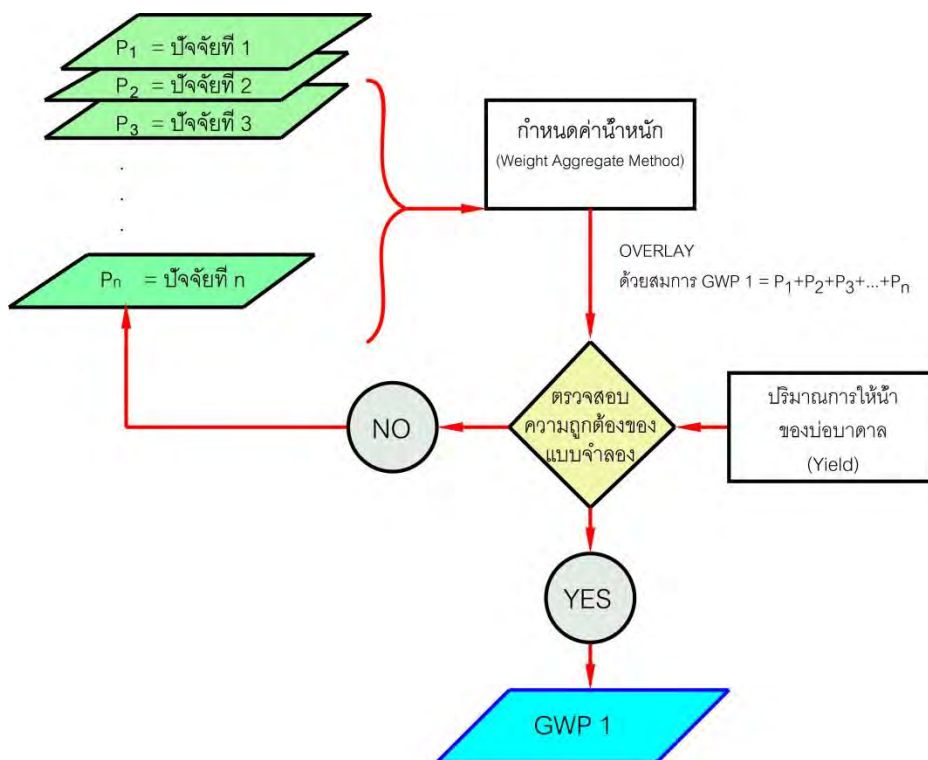 P1 = ปัจจัยที่ 1
P2 = ปัจจัยที่ 2
P3 = ปัจจัยที่ 3
.
.
.
Pn = ปัจจัยที่ n
กำหนดค่าน้ำหนัก
(Weight Aggregate Method)
OVERLAY
ด้วยสมการ GWP 1 = P1+P2+P3+...+Pn
ตรวจสอบ
ความถูกต้องของ
แบบจำลอง
ปริมาณการให้น้ำ
ของบ่อบาดาล
(Yield)
NO
YES
GWP 1